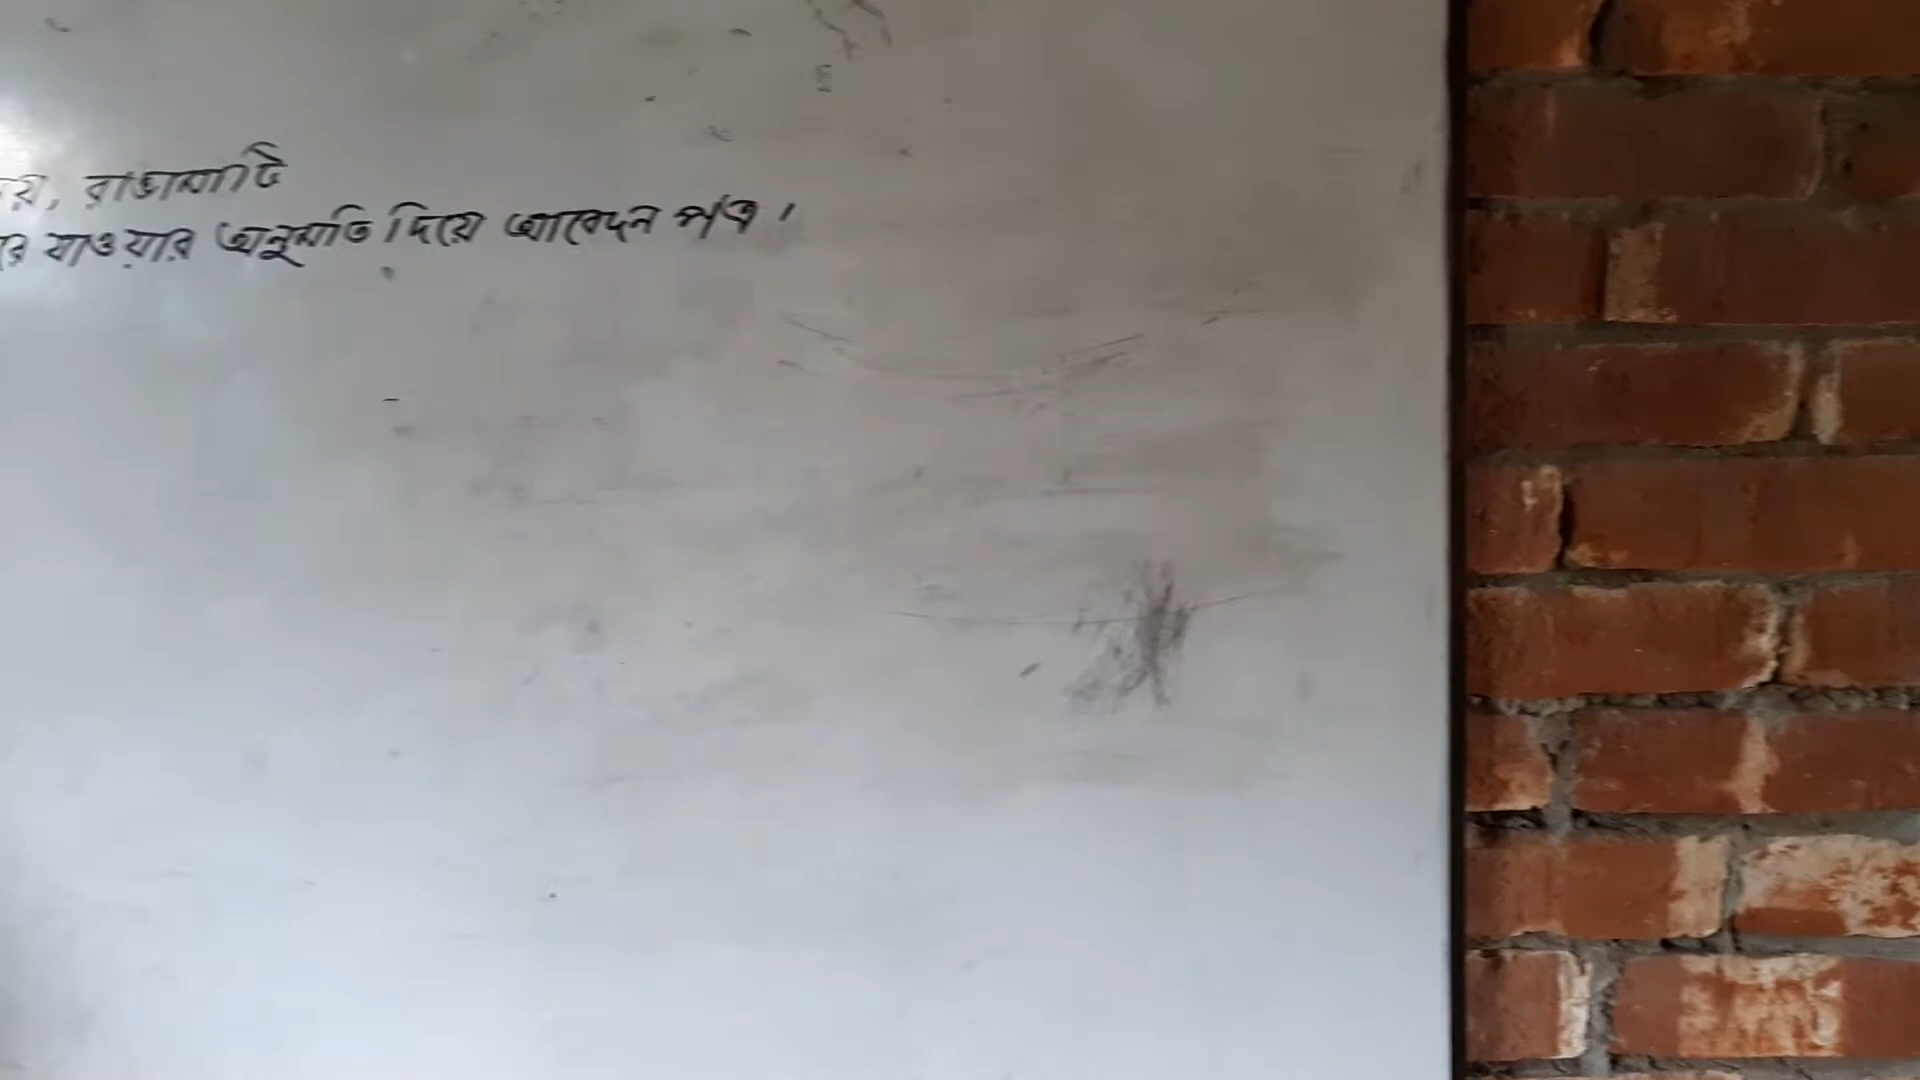 য়, রাঙামাটি
যাওয়ার অনুমতি দিয়ে আবেদন পত্র।